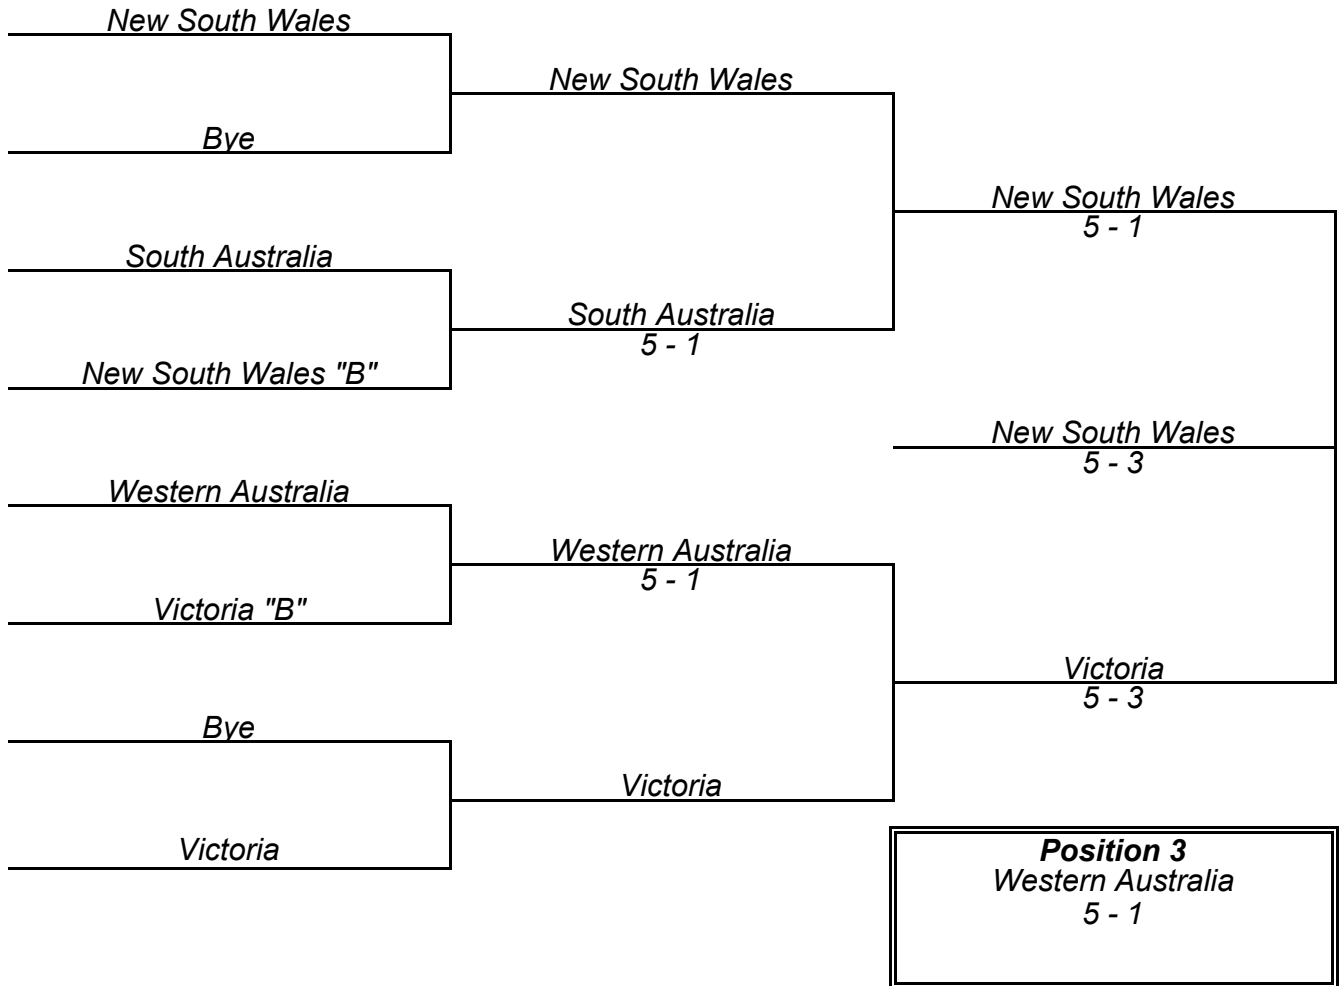 New South Wales
New South Wales
Bye
New South Wales
5 - 1
South Australia
South Australia
5 - 1
New South Wales "B"
New South Wales
5 - 3
Western Australia
Western Australia
5 - 1
Victoria "B"
Victoria
5 - 3
Bye
Victoria
Victoria
Position 3
Western Australia
5 - 1